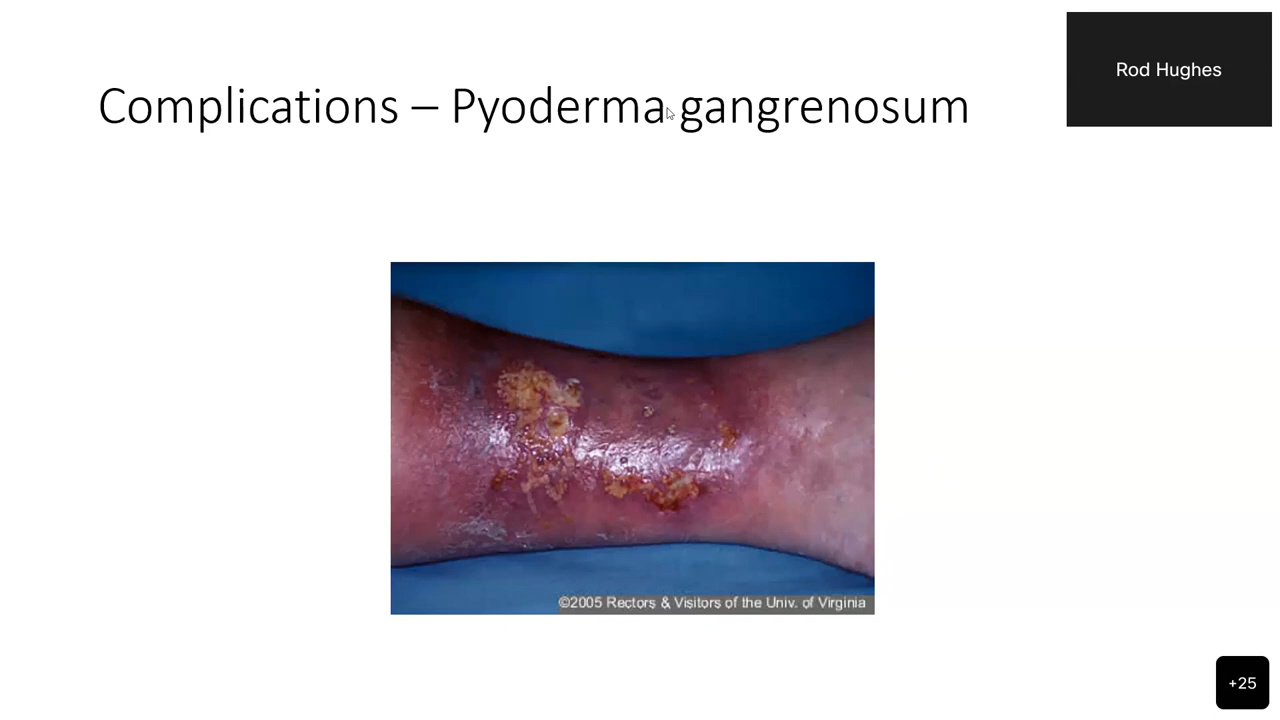 Complications – Pyoderma gangrenosum
Rod Hughes
©2005 Rectors & Visitors of the Univ. of Virginia
+25